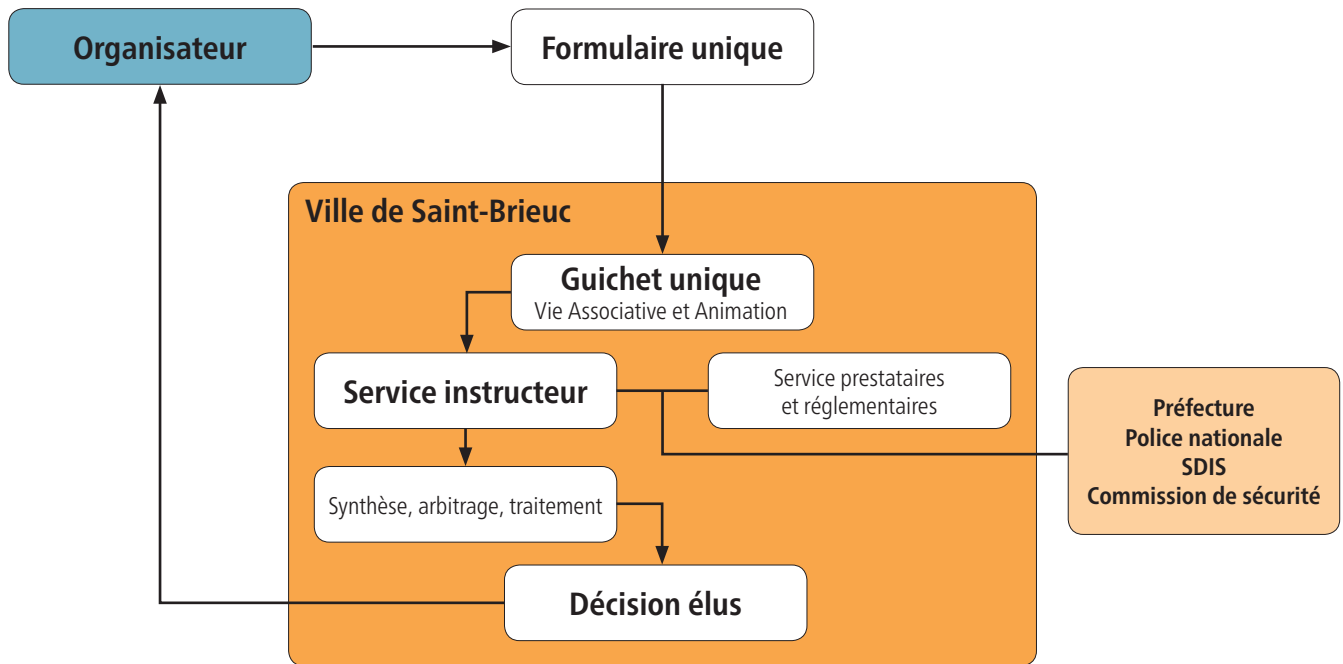 Organisateur
Formulaire unique
Ville de Saint-Brieuc
Guichet unique
Vie Associative et Animation
Service instructeur
Service prestataires
et réglementaires
Préfecture
Police nationale
SDIS
Commission de sécurité
Synthèse, arbitrage, traitement
Décision élus